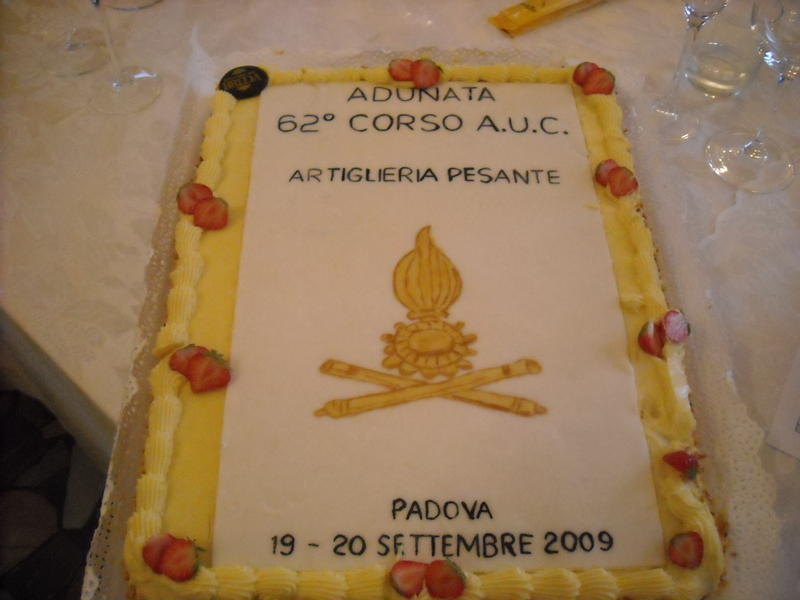 ADUNATA
62° CORSO A.U.C.
ARTIGLIERIA PESANTE
PADOVA
19 - 20 SETTEMBRE 2009